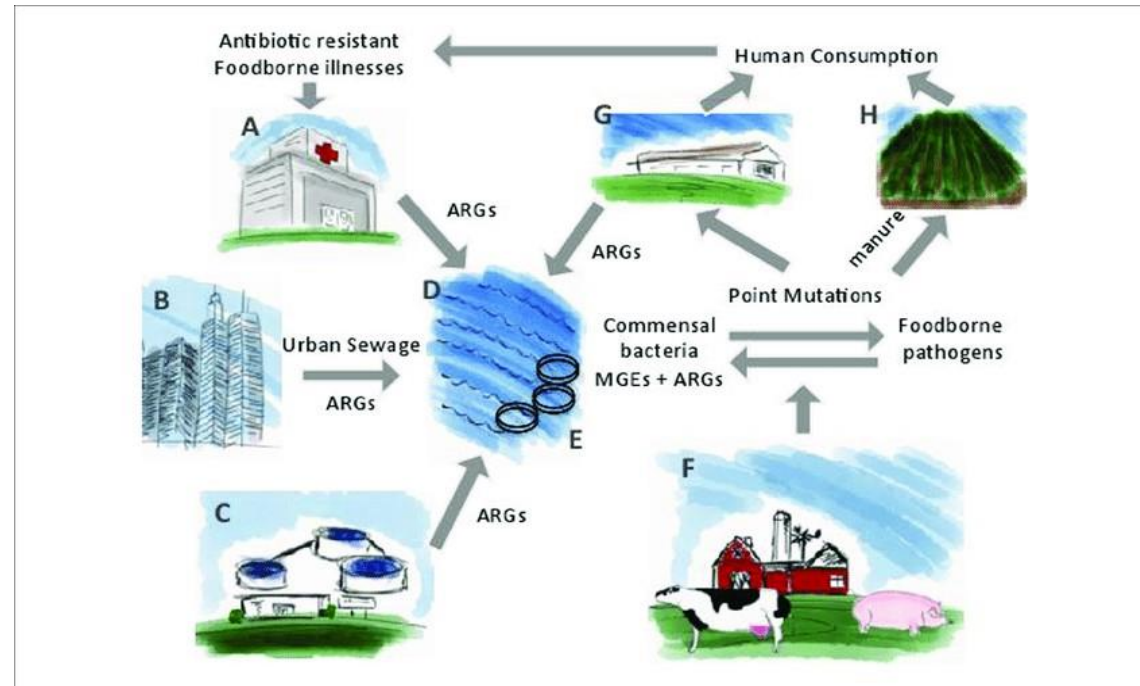 Antibiotic resistant
Foodborne illnesses
Human Consumption
A
G
H
ARGs
ARGs
manure
B
D
Point Mutations
Urban Sewage
Commensal
bacteria
Foodborne
pathogens
ARGs
MGEs + ARGs
E
C
ARGs
F